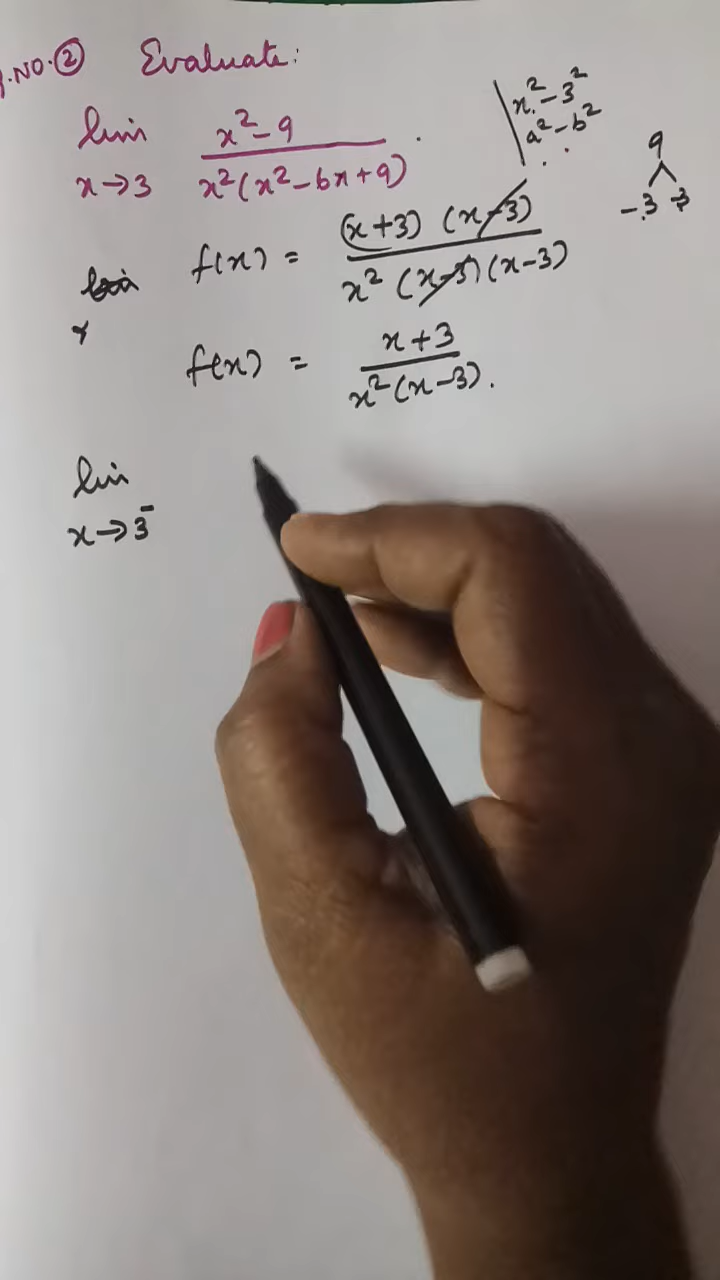 Q.NO.② Evaluate:
lim x→3 x²-9 / x²(x²-6x+9).
x²-3²
a²-b²
9
-3 -3
f(x) = (x+3) (x-3) / x² (x-3) (x-3)
x
f(x) = x+3 / x²(x-3).
lim x→3⁻